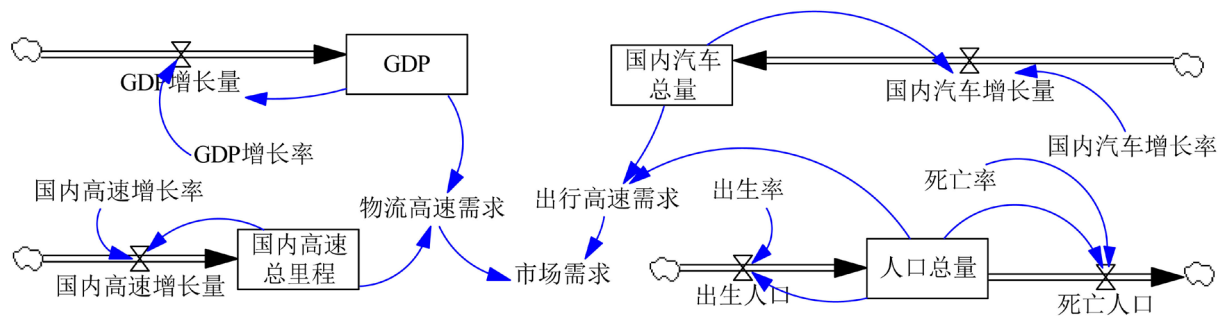 GDP
GDP增长量
GDP增长率
国内汽车
总量
国内汽车增长量
国内汽车增长率
国内高速增长率
物流高速需求
出行高速需求
出生率
死亡率
国内高速
总里程
国内高速增长量
市场需求
人口总量
出生人口
死亡人口